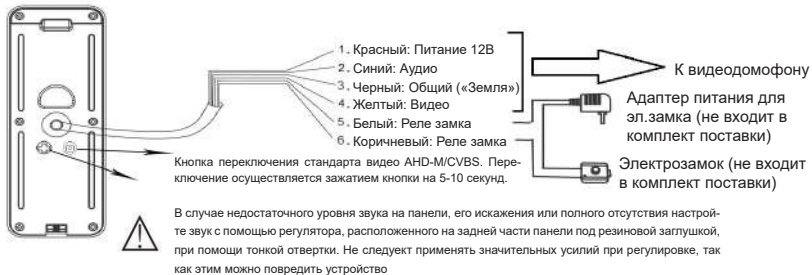 1. Красный: Питание 12В
2. Синий: Аудио
3. Черный: Общий («Земля»)
4. Желтый: Видео
5. Белый: Реле замка
6. Коричневый: Реле замка
К видеодомофону
Адаптер питания для
эл.замка (не входит в
комплект поставки)
Электрозамок (не входит
в комплект поставки)
Кнопка переключения стандарта видео AHD-M/CVBS. Пере-
ключение осуществляется зажатием кнопки на 5-10 секунд.
В случае недостаточного уровня звука на панели, его искажения или полного отсутствия настрой-
те звук с помощью регулятора, расположенного на задней части панели под резиновой заглушкой,
при помощи тонкой отвертки. Не следуект применять значительных усилий при регулировке, так
как этим можно повредить устройство